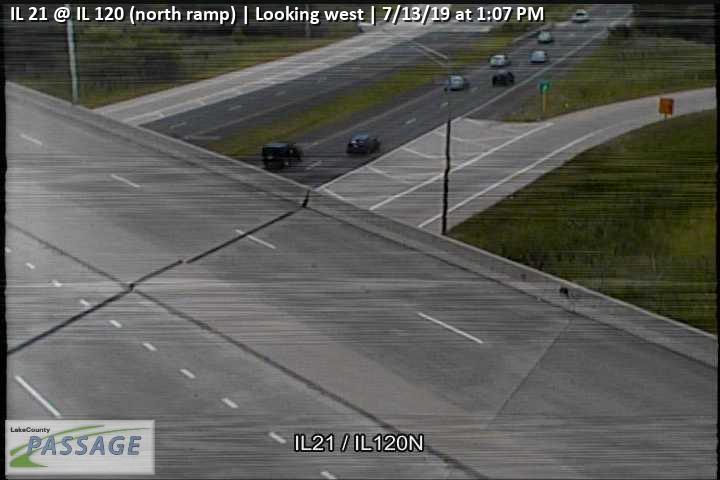 IL 21 @ IL 120 (north ramp) | Looking west | 7/13/19 at 1:07 PM
LakeCounty
PASSAGE
IL21 / IL120N